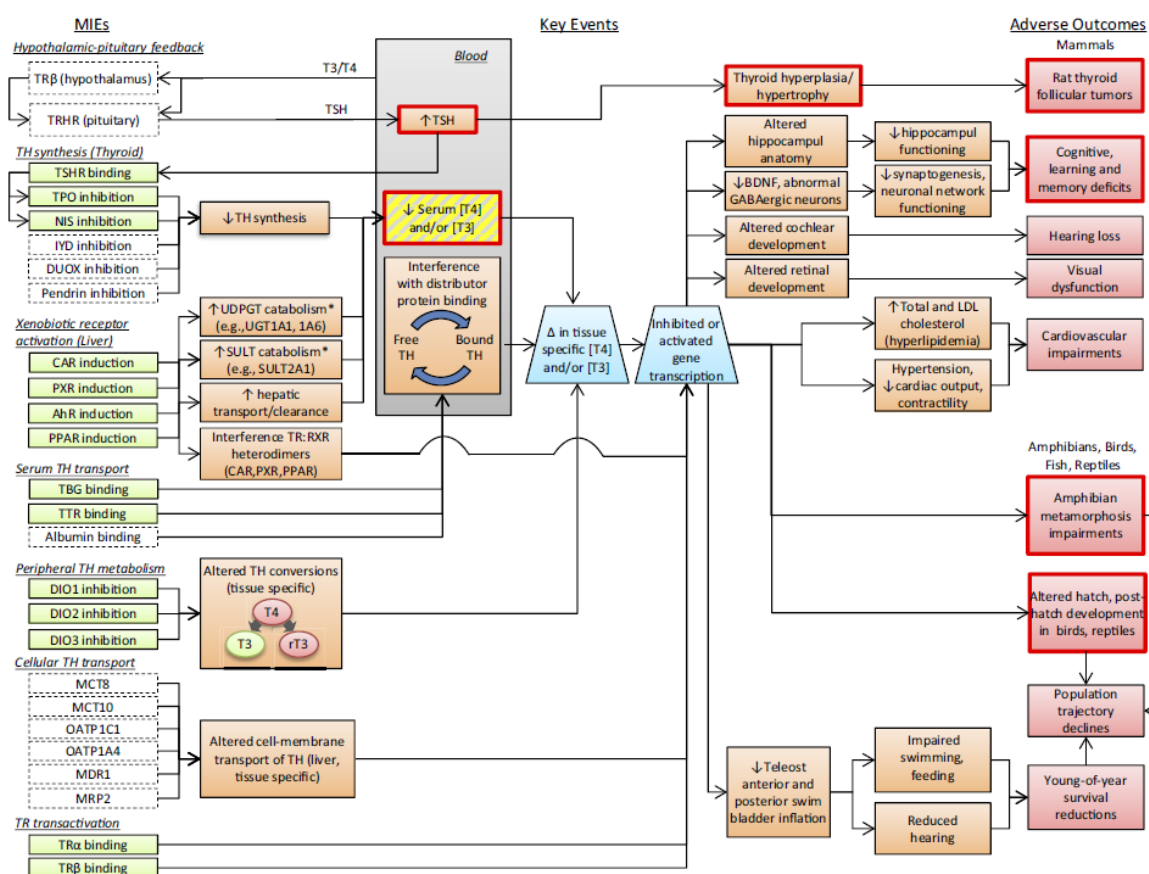 MIEs
Key Events
Adverse Outcomes
Hypothalamic-pituitary feedback
TRβ (hypothalamus)
TRHR (pituitary)
T3/T4
TSH
Blood
↑TSH
TH synthesis (Thyroid)
TSHR binding
TPO inhibition
NIS inhibition
IYD inhibition
DUOX inhibition
Pendrin inhibition
↓TH synthesis
↓ Serum [T4]
and/or [T3]
Interference
with distributor
protein binding
Free
TH
Bound
TH
Xenobiotic receptor
activation (Liver)
CAR induction
PXR induction
AhR induction
PPAR induction
↑UDPGT catabolism*
(e.g.,UGT1A1, 1A6)
↑SULT catabolism*
(e.g., SULT2A1)
↑ hepatic
transport/clearance
Interference TR:RXR
heterodimers
(CAR,PXR,PPAR)
Serum TH transport
TBG binding
TTR binding
Albumin binding
Peripheral TH metabolism
DIO1 inhibition
DIO2 inhibition
DIO3 inhibition
Altered TH conversions
(tissue specific)
T4
T3
rT3
Cellular TH transport
MCT8
MCT10
OATP1C1
OATP1A4
MDR1
MRP2
Altered cell-membrane
transport of TH (liver,
tissue specific)
TR transactivation
TRα binding
TRβ binding
Δ in tissue
specific [T4]
and/or [T3]
Inhibited or
activated
gene
transcription
Thyroid hyperplasia/
hypertrophy
Altered
hippocampul
anatomy
↓hippocampul
functioning
↓BDNF, abnormal
GABAergic neurons
↓synaptogenesis,
neuronal network
functioning
Altered cochlear
development
Altered retinal
development
↑Total and LDL
cholesterol
(hyperlipidemia)
Hypertension,
↓cardiac output,
contractility
Mammals
Rat thyroid
follicular tumors
Cognitive,
learning and
memory deficits
Hearing loss
Visual
dysfunction
Cardiovascular
impairments
Amphibians, Birds,
Fish, Reptiles
Amphibian
metamorphosis
impairments
Altered hatch, post-
hatch development
in birds, reptiles
Population
trajectory
declines
↓Teleost
anterior and
posterior swim
bladder inflation
Impaired
swimming,
feeding
Reduced
hearing
Young-of-year
survival
reductions